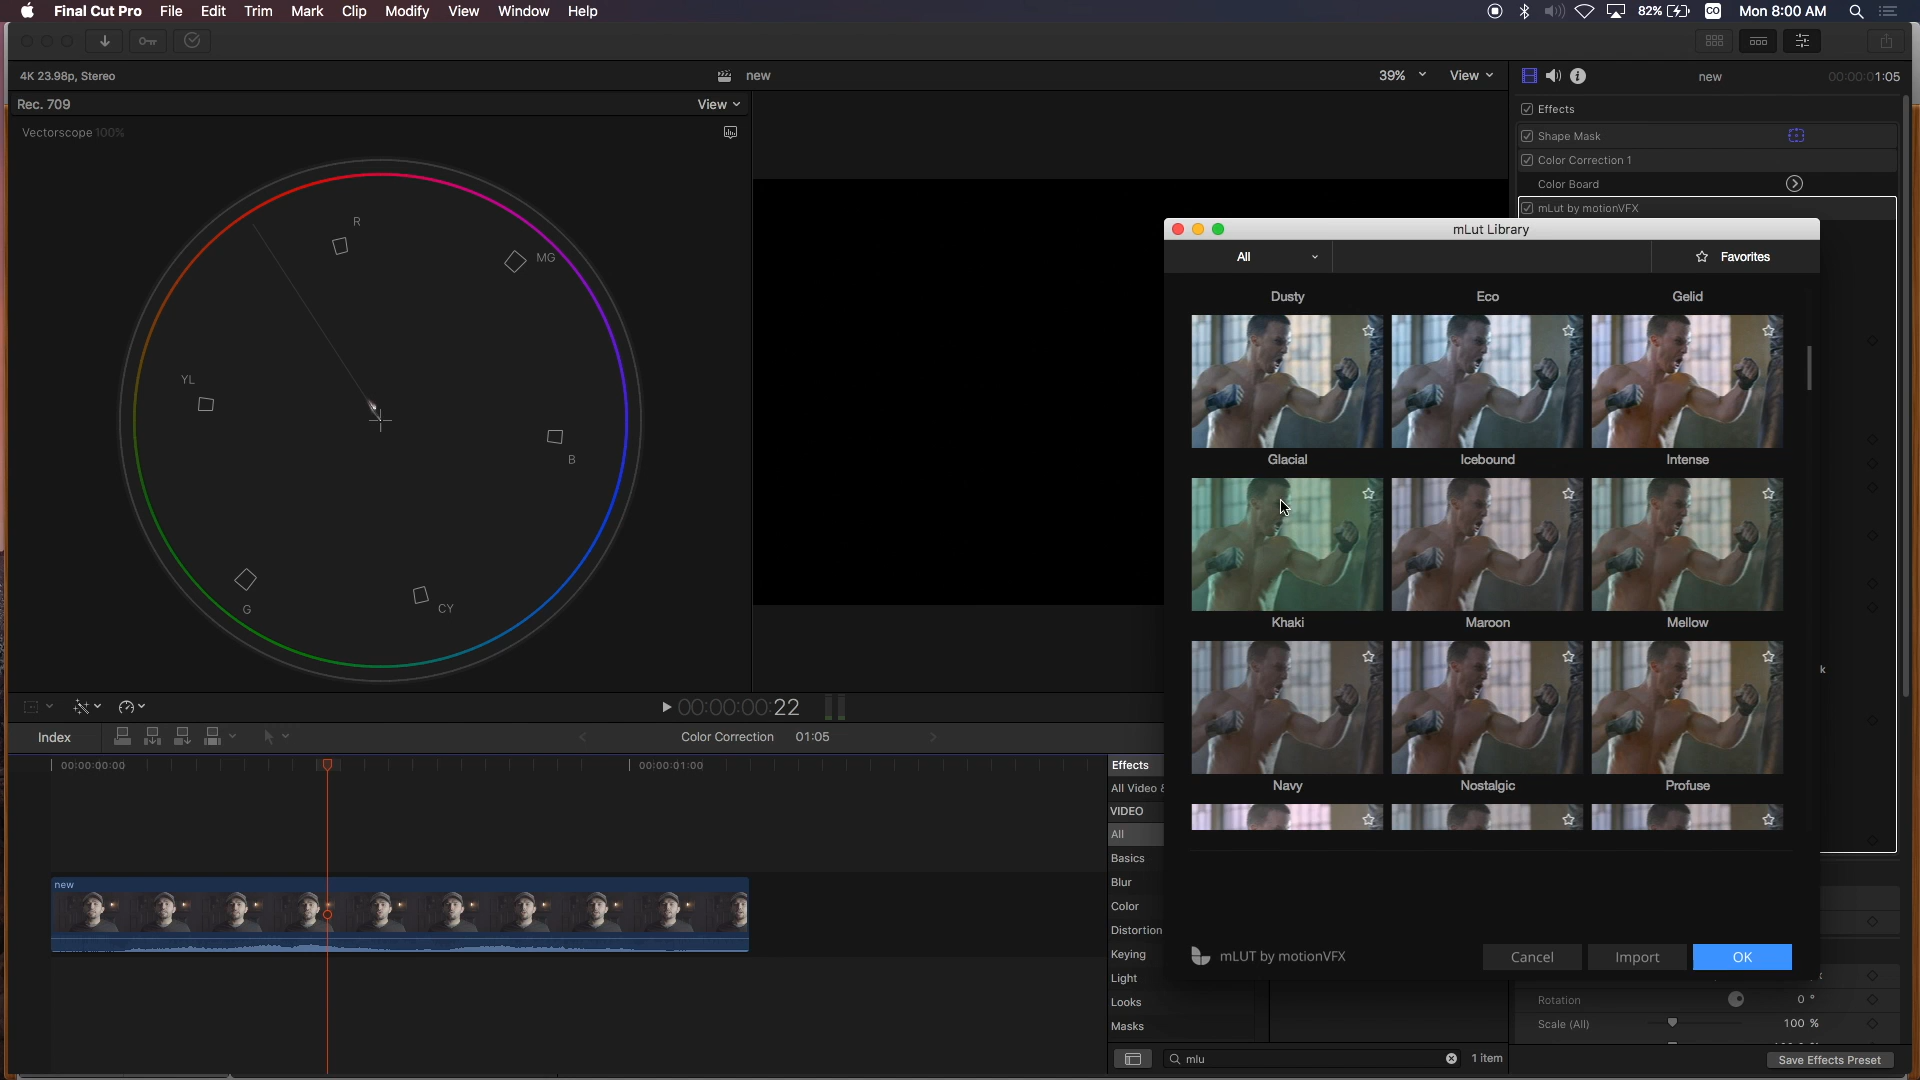 Final Cut Pro File Edit Trim Mark Clip Modify View Window Help
82% CO Mon 8:00 AM
4K 23.98p, Stereo
new
39% View
new
00:00:01:05
Rec. 709
View
Vectorscope 100%
R
MG
YL
B
G
CY
Effects
Shape Mask
Color Correction 1
Color Board
mLut by motionVFX
mLut Library
All
Favorites
Dusty Eco Gelid
Glacial Icebound Intense
Khaki Maroon Mellow
Navy Nostalgic Profuse
mLUT by motionVFX
Cancel Import OK
00:00:00:22
Index
Color Correction 01:05
00:00:00:00
00:00:01:00
new
Effects
All Video &
VIDEO
All
Basics
Blur
Color
Distortion
Keying
Light
Looks
Masks
mlu
1 item
Rotation 0 °
Scale (All) 100 %
Save Effects Preset